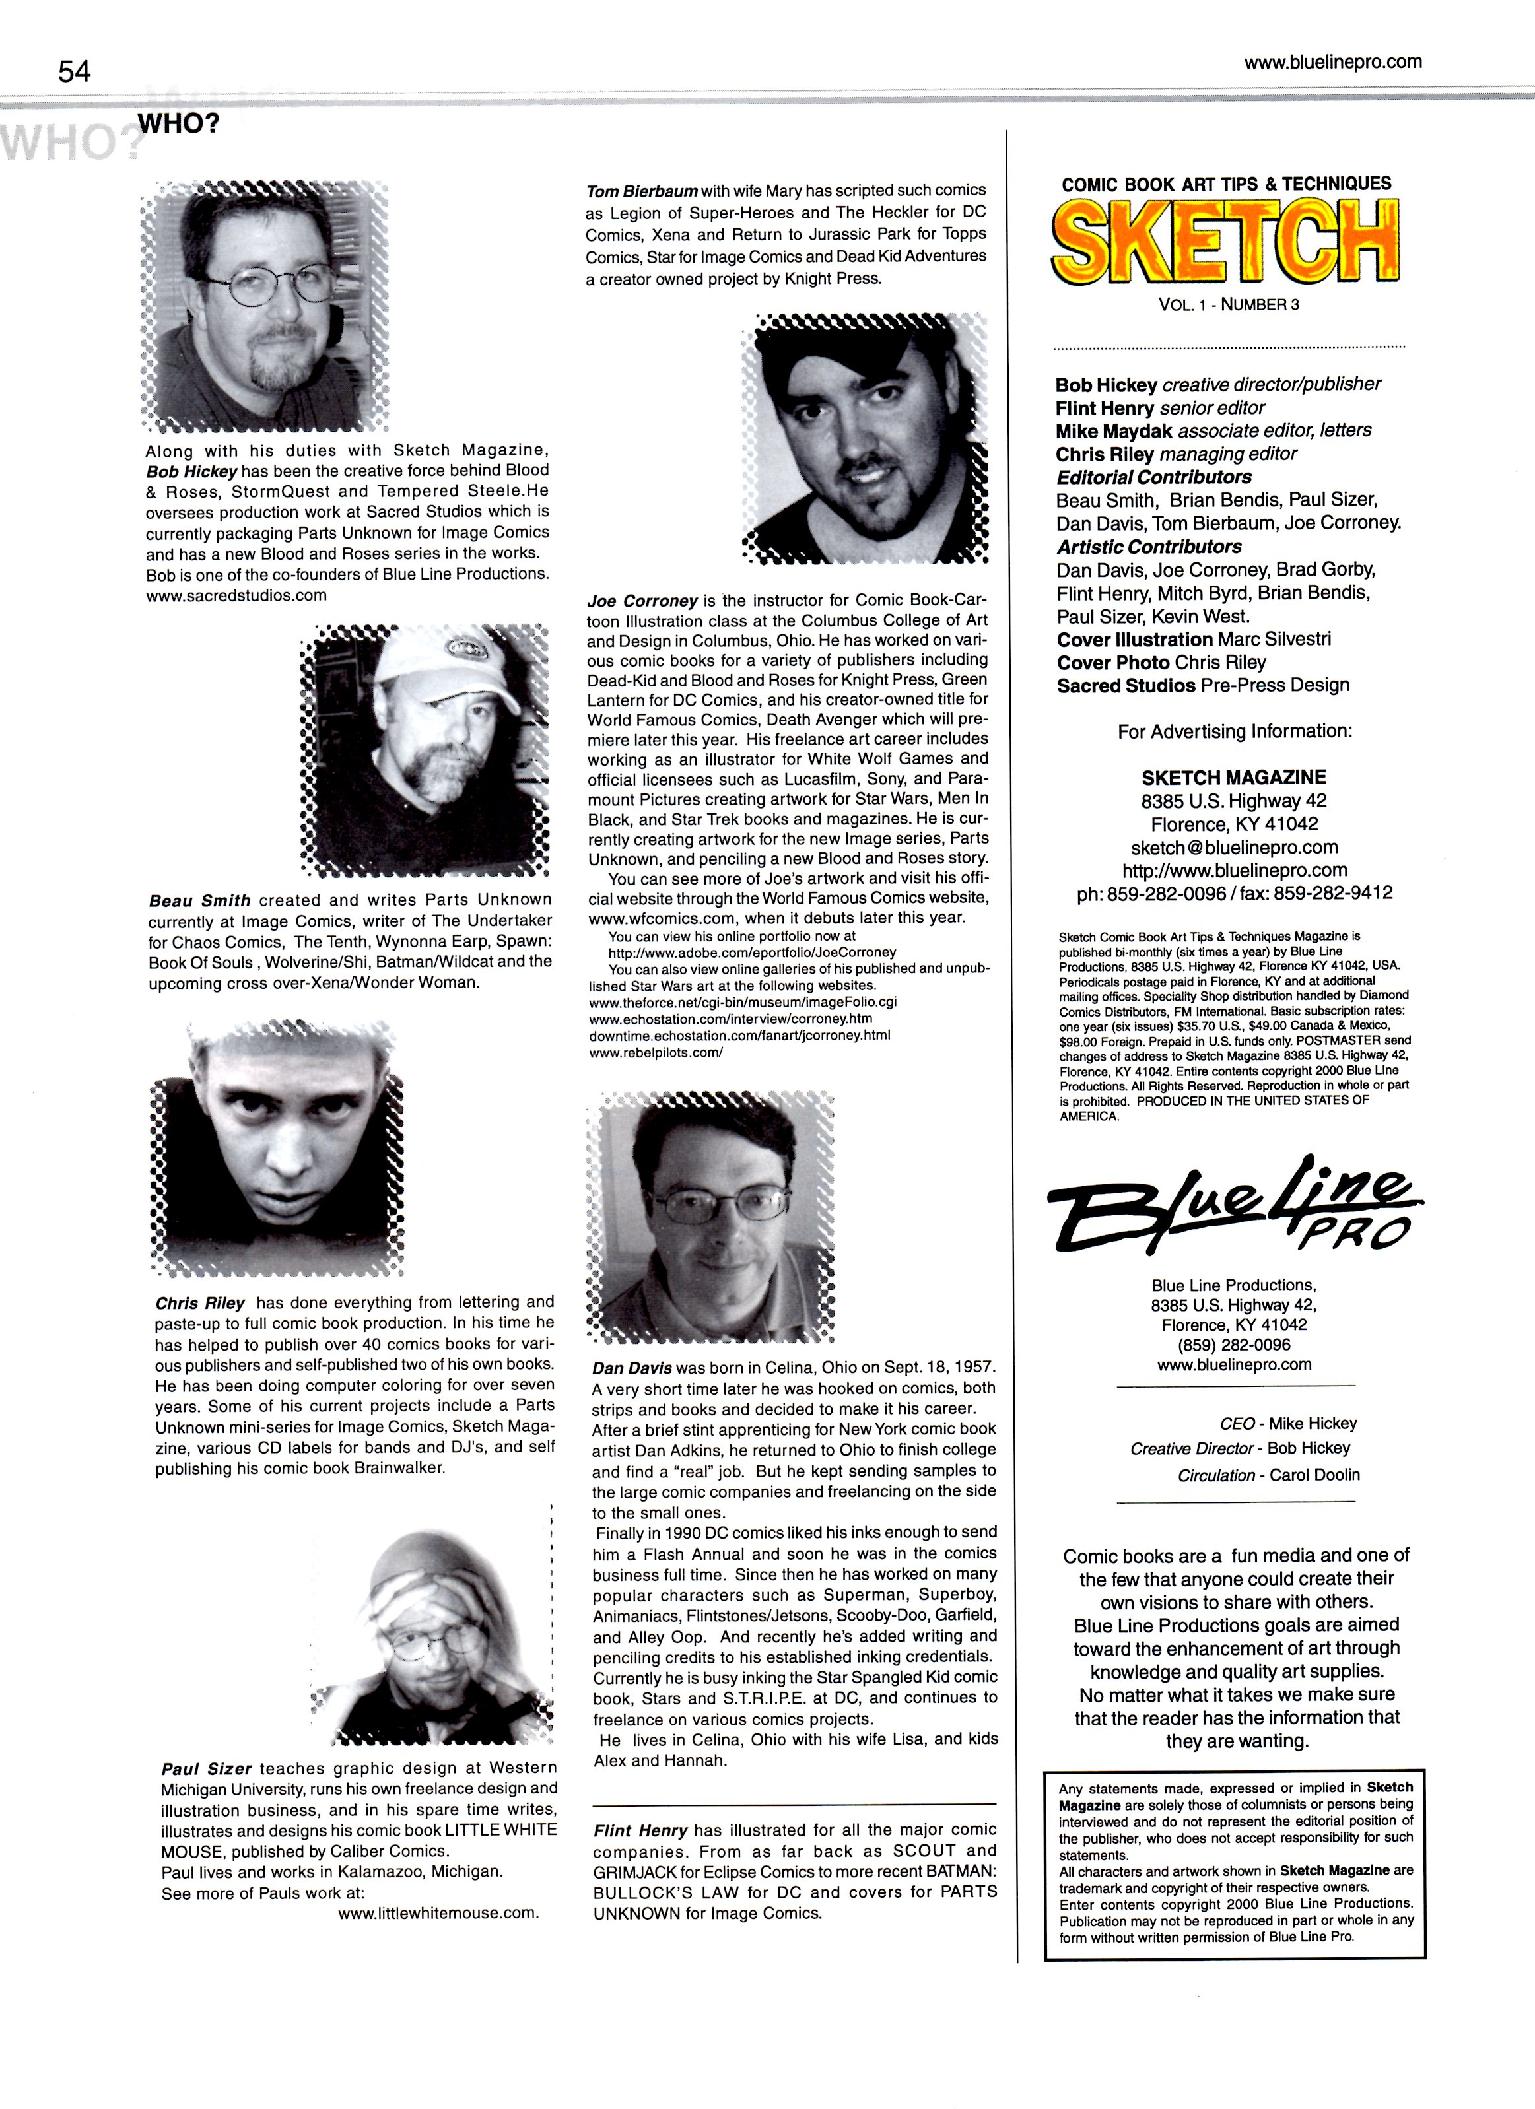 54
www.bluelinepro.com
WHO?
WHO?
Along with his duties with Sketch Magazine,
Bob Hickey has been the creative force behind Blood
& Roses, StormQuest and Tempered Steele.He
oversees production work at Sacred Studios which is
currently packaging Parts Unknown for Image Comics
and has a new Blood and Roses series in the works.
Bob is one of the co-founders of Blue Line Productions.
www.sacredstudios.com
Beau Smith created and writes Parts Unknown
currently at Image Comics, writer of The Undertaker
for Chaos Comics, The Tenth, Wynonna Earp, Spawn:
Book Of Souls , Wolverine/Shi, Batman/Wildcat and the
upcoming cross over-Xena/Wonder Woman.
Chris Riley has done everything from lettering and
paste-up to full comic book production. In his time he
has helped to publish over 40 comics books for vari-
ous publishers and self-published two of his own books.
He has been doing computer coloring for over seven
years. Some of his current projects include a Parts
Unknown mini-series for Image Comics, Sketch Maga-
zine, various CD labels for bands and DJ's, and self
publishing his comic book Brainwalker.
Paul Sizer teaches graphic design at Western
Michigan University, runs his own freelance design and
illustration business, and in his spare time writes,
illustrates and designs his comic book LITTLE WHITE
MOUSE, published by Caliber Comics.
Paul lives and works in Kalamazoo, Michigan.
See more of Pauls work at:
www.littlewhitemouse.com.
Tom Bierbaum with wife Mary has scripted such comics
as Legion of Super-Heroes and The Heckler for DC
Comics, Xena and Return to Jurassic Park for Topps
Comics, Star for Image Comics and Dead Kid Adventures
a creator owned project by Knight Press.
Joe Corroney is the instructor for Comic Book-Car-
toon Illustration class at the Columbus College of Art
and Design in Columbus, Ohio. He has worked on vari-
ous comic books for a variety of publishers including
Dead-Kid and Blood and Roses for Knight Press, Green
Lantern for DC Comics, and his creator-owned title for
World Famous Comics, Death Avenger which will pre-
miere later this year. His freelance art career includes
working as an illustrator for White Wolf Games and
official licensees such as Lucasfilm, Sony, and Para-
mount Pictures creating artwork for Star Wars, Men In
Black, and Star Trek books and magazines. He is cur-
rently creating artwork for the new Image series, Parts
Unknown, and penciling a new Blood and Roses story.
You can see more of Joe's artwork and visit his offi-
cial website through the World Famous Comics website,
www.wfcomics.com, when it debuts later this year.
You can view his online portfolio now at
http://www.adobe.com/eportfolio/JoeCorroney
You can also view online galleries of his published and unpub-
lished Star Wars art at the following websites.
www.theforce.net/cgi-bin/museum/imageFolio.cgi
www.echostation.com/interview/corroney.htm
downtime.echostation.com/fanart/jcorroney.html
www.rebelpilots.com/
Dan Davis was born in Celina, Ohio on Sept. 18, 1957.
A very short time later he was hooked on comics, both
strips and books and decided to make it his career.
After a brief stint apprenticing for New York comic book
artist Dan Adkins, he returned to Ohio to finish college
and find a "real" job. But he kept sending samples to
the large comic companies and freelancing on the side
to the small ones.
Finally in 1990 DC comics liked his inks enough to send
him a Flash Annual and soon he was in the comics
business full time. Since then he has worked on many
popular characters such as Superman, Superboy,
Animaniacs, Flintstones/Jetsons, Scooby-Doo, Garfield,
and Alley Oop. And recently he's added writing and
penciling credits to his established inking credentials.
Currently he is busy inking the Star Spangled Kid comic
book, Stars and S.T.R.I.P.E. at DC, and continues to
freelance on various comics projects.
He lives in Celina, Ohio with his wife Lisa, and kids
Alex and Hannah.
Flint Henry has illustrated for all the major comic
companies. From as far back as SCOUT and
GRIMJACK for Eclipse Comics to more recent BATMAN:
BULLOCK'S LAW for DC and covers for PARTS
UNKNOWN for Image Comics.
COMIC BOOK ART TIPS & TECHNIQUES
SKETCH
VOL. 1 - NUMBER 3
Bob Hickey creative director/publisher
Flint Henry senior editor
Mike Maydak associate editor, letters
Chris Riley managing editor
Editorial Contributors
Beau Smith, Brian Bendis, Paul Sizer,
Dan Davis, Tom Bierbaum, Joe Corroney.
Artistic Contributors
Dan Davis, Joe Corroney, Brad Gorby,
Flint Henry, Mitch Byrd, Brian Bendis,
Paul Sizer, Kevin West.
Cover Illustration Marc Silvestri
Cover Photo Chris Riley
Sacred Studios Pre-Press Design
For Advertising Information:
SKETCH MAGAZINE
8385 U.S. Highway 42
Florence, KY 41042
sketch@bluelinepro.com
http://www.bluelinepro.com
ph: 859-282-0096 / fax: 859-282-9412
Sketch Comic Book Art Tips & Techniques Magazine is
published bi-monthly (six times a year) by Blue Line
Productions, 8385 U.S. Highway 42, Florence KY 41042, USA.
Periodicals postage paid in Florence, KY and at additional
mailing offices. Speciality Shop distribution handled by Diamond
Comics Distributors, FM International. Basic subscription rates:
one year (six issues) $35.70 U.S., $49.00 Canada & Mexico,
$98.00 Foreign. Prepaid in U.S. funds only. POSTMASTER send
changes of address to Sketch Magazine 8385 U.S. Highway 42,
Florence, KY 41042. Entire contents copyright 2000 Blue Line
Productions. All Rights Reserved. Reproduction in whole or part
is prohibited. PRODUCED IN THE UNITED STATES OF
AMERICA.
Blue Line
PRO
Blue Line Productions,
8385 U.S. Highway 42,
Florence, KY 41042
(859) 282-0096
www.bluelinepro.com
CEO - Mike Hickey
Creative Director - Bob Hickey
Circulation - Carol Doolin
Comic books are a fun media and one of
the few that anyone could create their
own visions to share with others.
Blue Line Productions goals are aimed
toward the enhancement of art through
knowledge and quality art supplies.
No matter what it takes we make sure
that the reader has the information that
they are wanting.
Any statements made, expressed or implied in Sketch
Magazine are solely those of columnists or persons being
interviewed and do not represent the editorial position of
the publisher, who does not accept responsibility for such
statements.
All characters and artwork shown in Sketch Magazine are
trademark and copyright of their respective owners.
Enter contents copyright 2000 Blue Line Productions.
Publication may not be reproduced in part or whole in any
form without written permission of Blue Line Pro.